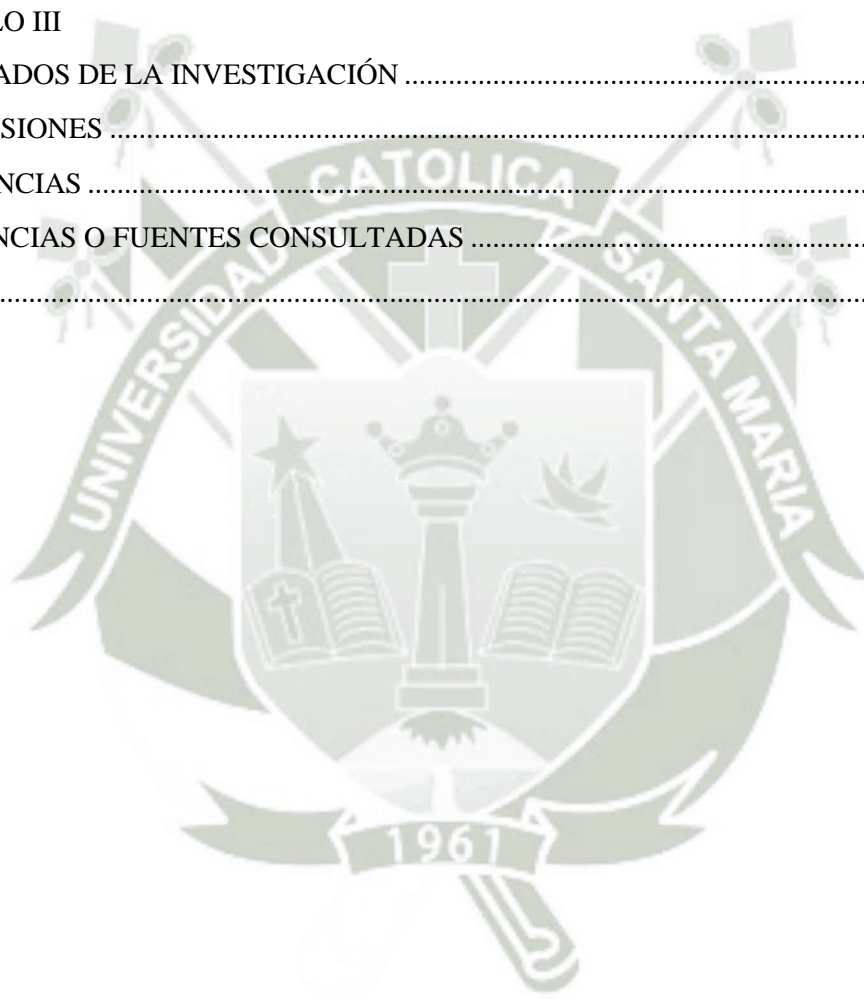 LO III
ADOS DE LA INVESTIGACIÓN ................................................................
SIONES ................................................................
NCIAS ................................................................
NCIAS O FUENTES CONSULTADAS ................................................................
................................................................
UNIVERSIDAD CATOLICA SANTA MARIA
1961